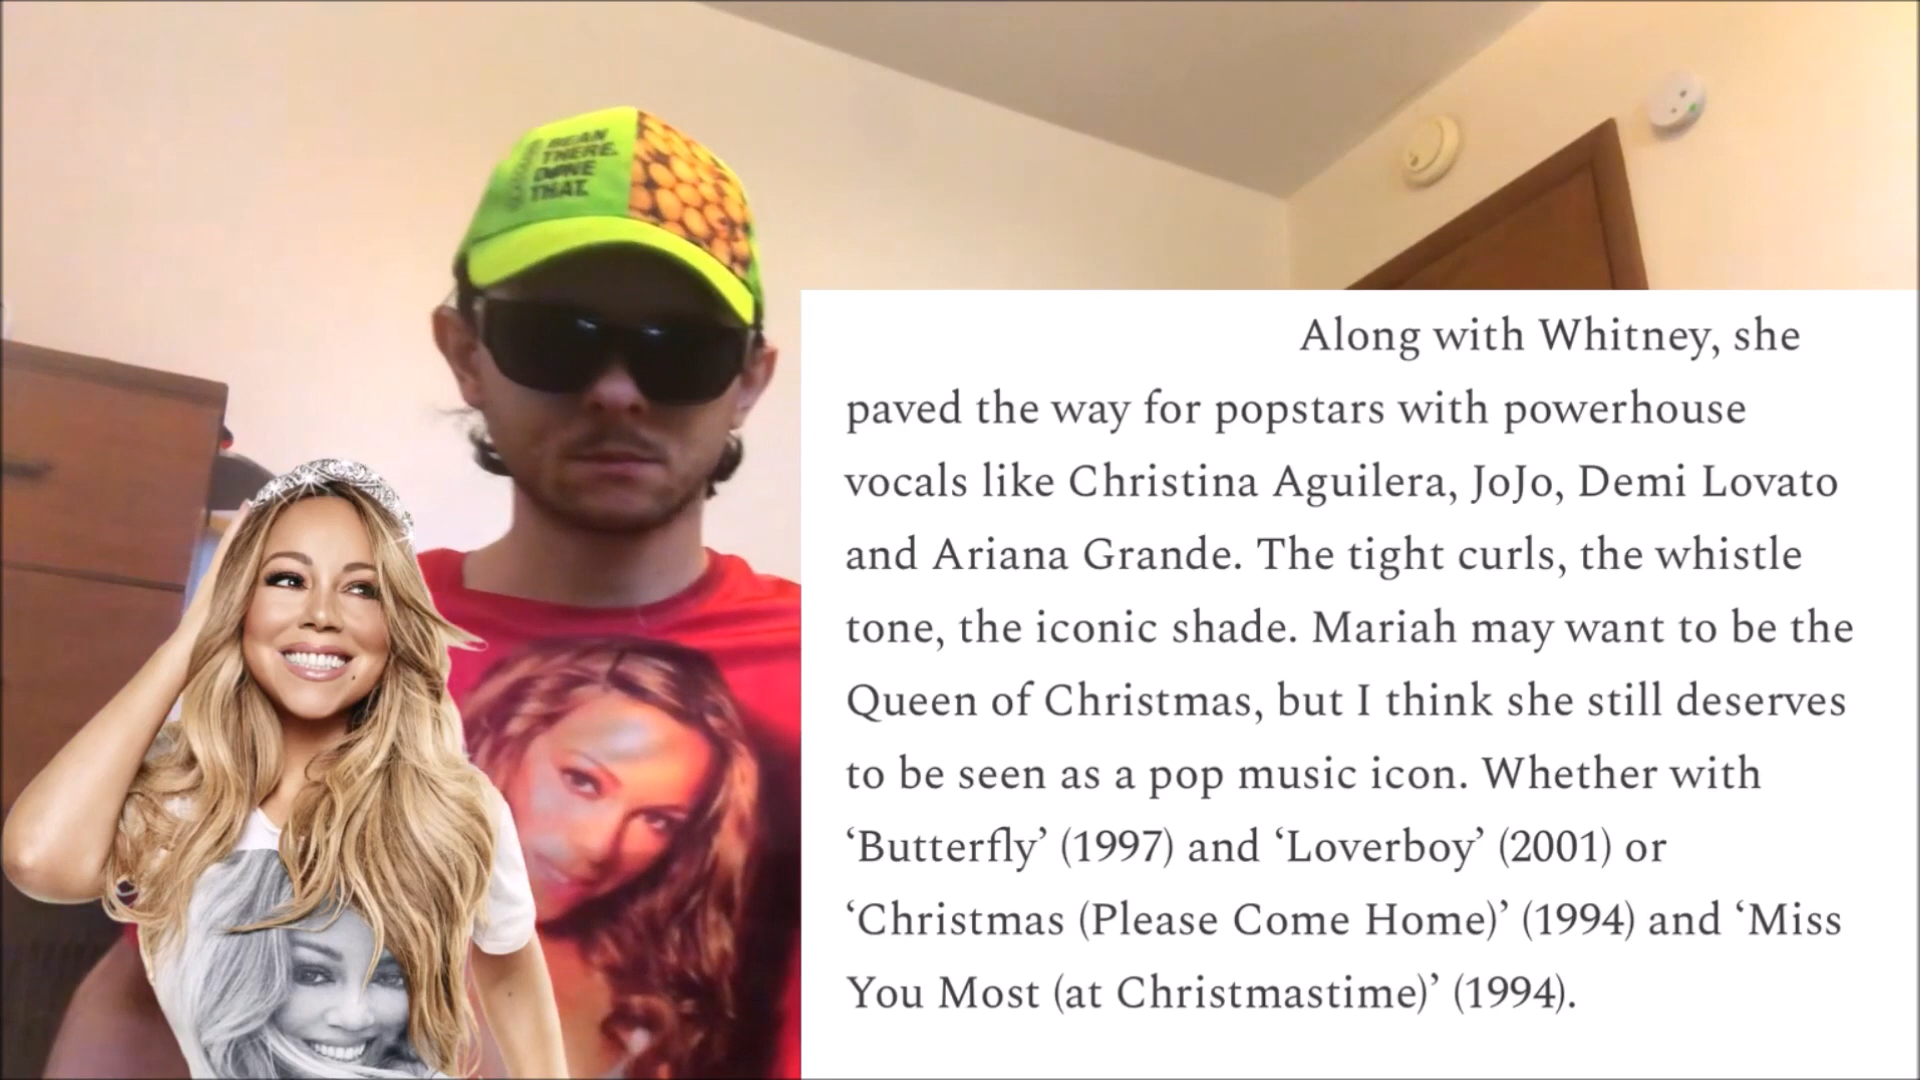 BEAN
THERE.
DONE
THAT.
Along with Whitney, she
paved the way for popstars with powerhouse
vocals like Christina Aguilera, JoJo, Demi Lovato
and Ariana Grande. The tight curls, the whistle
tone, the iconic shade. Mariah may want to be the
Queen of Christmas, but I think she still deserves
to be seen as a pop music icon. Whether with
‘Butterfly’ (1997) and ‘Loverboy’ (2001) or
‘Christmas (Please Come Home)’ (1994) and ‘Miss
You Most (at Christmastime)’ (1994).